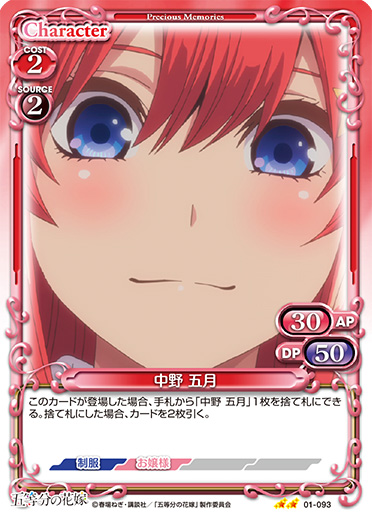 Precious Memories
Character
COST
2
SOURCE
2
30 AP
DP 50
中野 五月
このカードが登場した場合、手札から「中野 五月」1枚を捨て札にでき
る。捨て札にした場合、カードを2枚引く。
制服 お嬢様
五等分の花嫁
©春場ねぎ・講談社／「五等分の花嫁」製作委員会
01-093